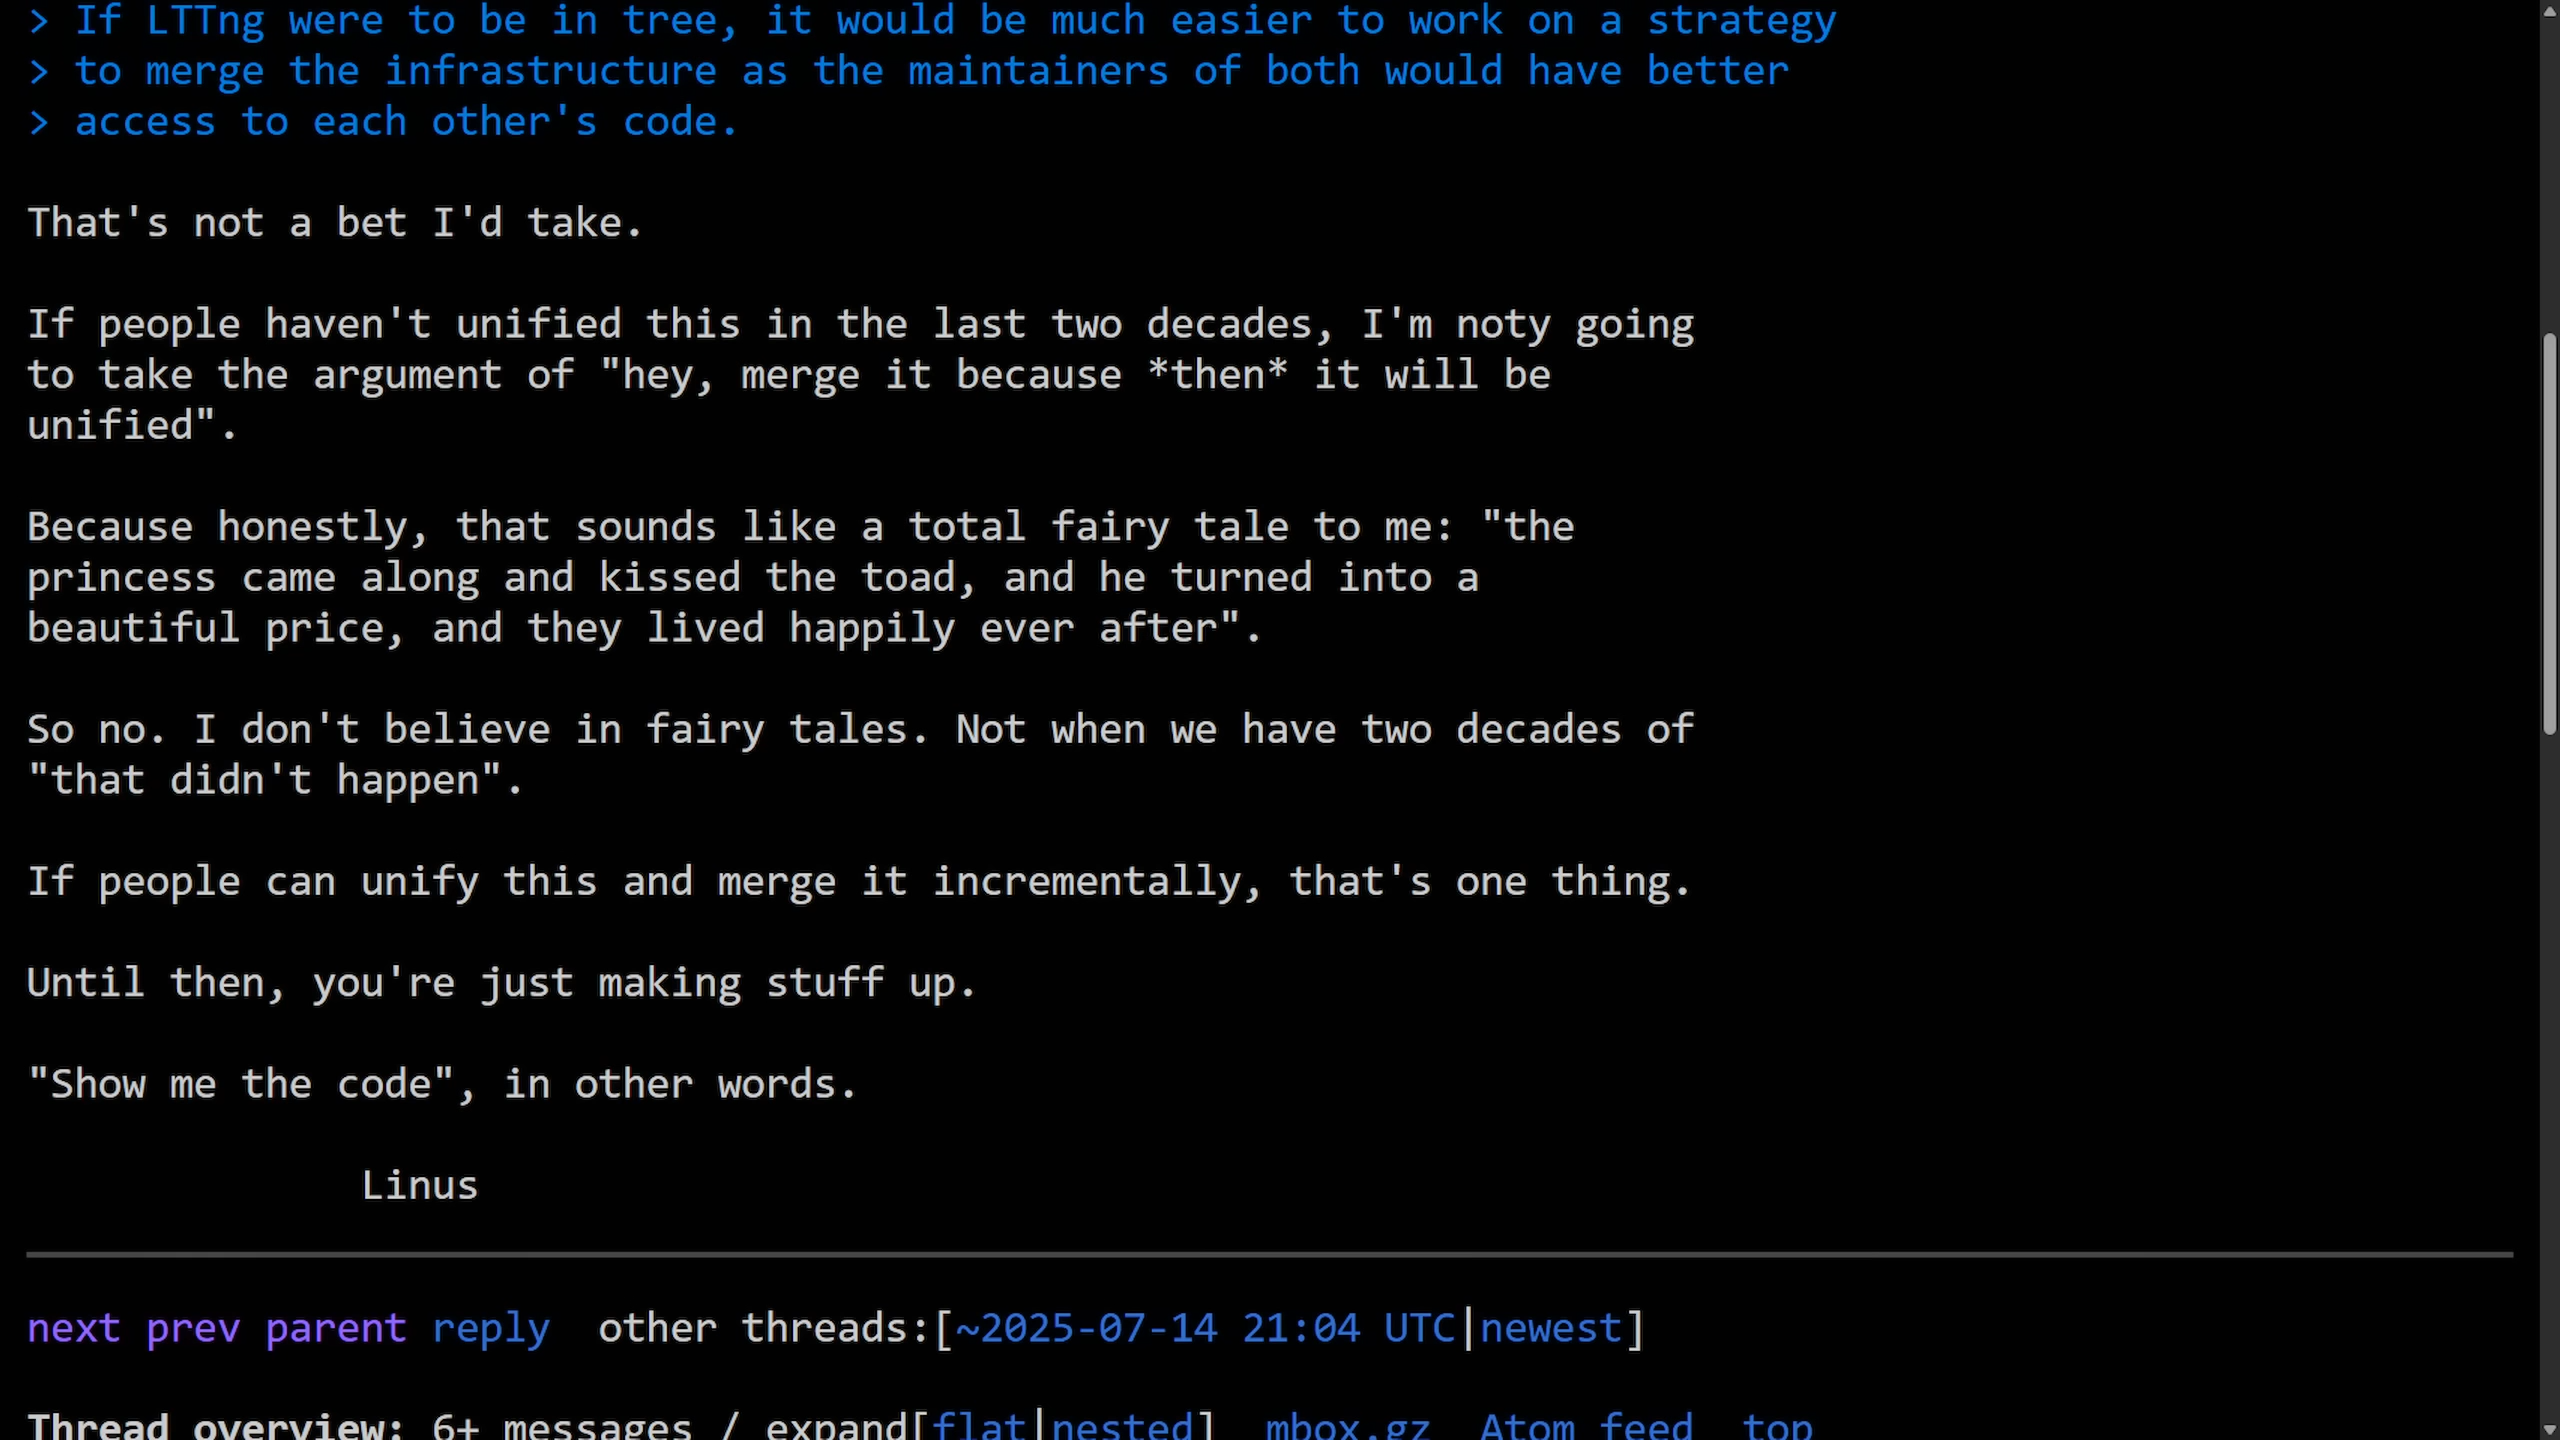 > If LTTng were to be in tree, it would be much easier to work on a strategy
> to merge the infrastructure as the maintainers of both would have better
> access to each other's code.
That's not a bet I'd take.
If people haven't unified this in the last two decades, I'm noty going
to take the argument of "hey, merge it because *then* it will be
unified".
Because honestly, that sounds like a total fairy tale to me: "the
princess came along and kissed the toad, and he turned into a
beautiful price, and they lived happily ever after".
So no. I don't believe in fairy tales. Not when we have two decades of
"that didn't happen".
If people can unify this and merge it incrementally, that's one thing.
Until then, you're just making stuff up.
"Show me the code", in other words.
Linus
next prev parent reply other threads:[~2025-07-14 21:04 UTC|newest]
Thread overview: 6+ messages / expand[flat|nested] mbox.gz Atom feed top